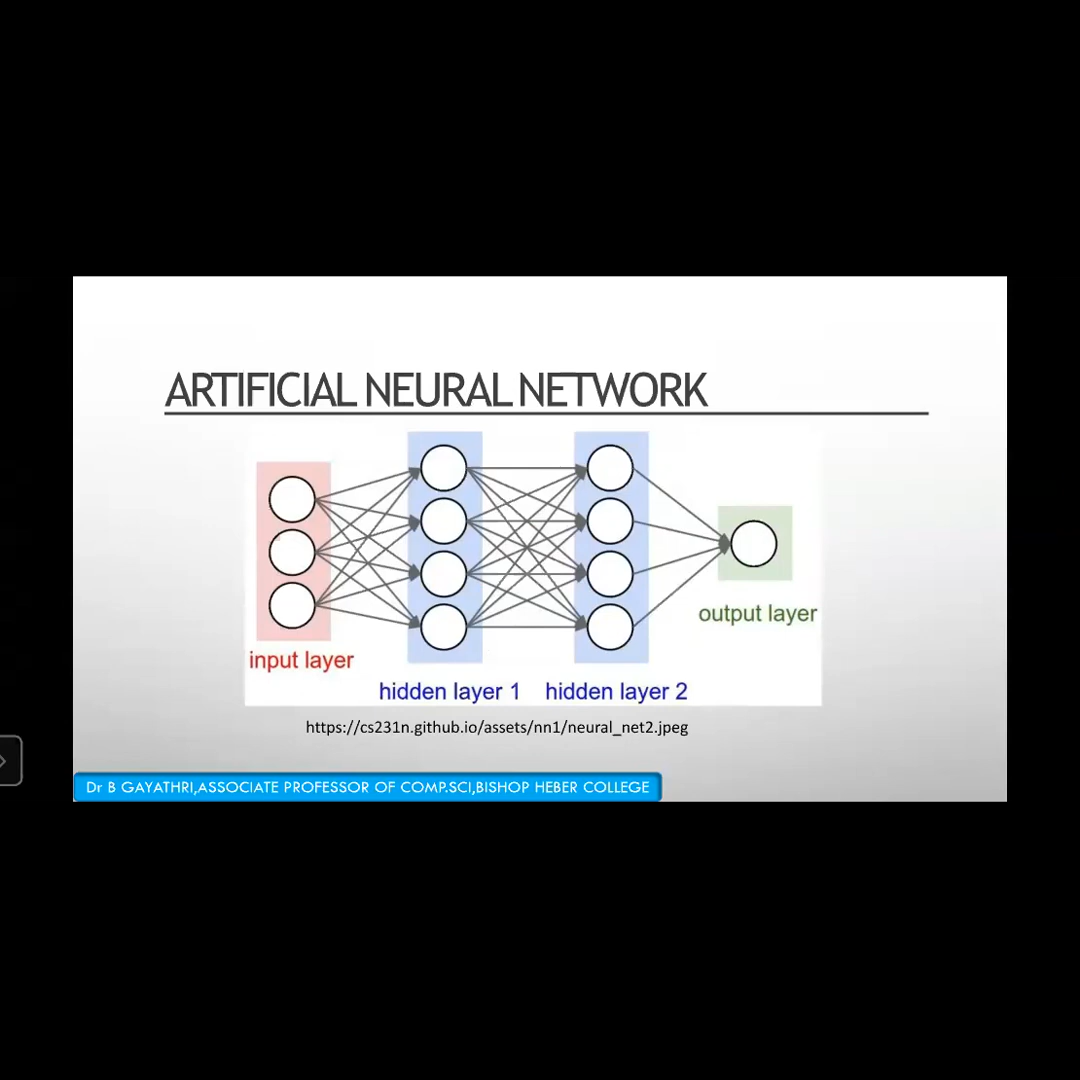 ARTIFICIAL NEURAL NETWORK
input layer
hidden layer 1
hidden layer 2
output layer
https://cs231n.github.io/assets/nn1/neural_net2.jpeg
Dr B GAYATHRI,ASSOCIATE PROFESSOR OF COMP.SCI,BISHOP HEBER COLLEGE